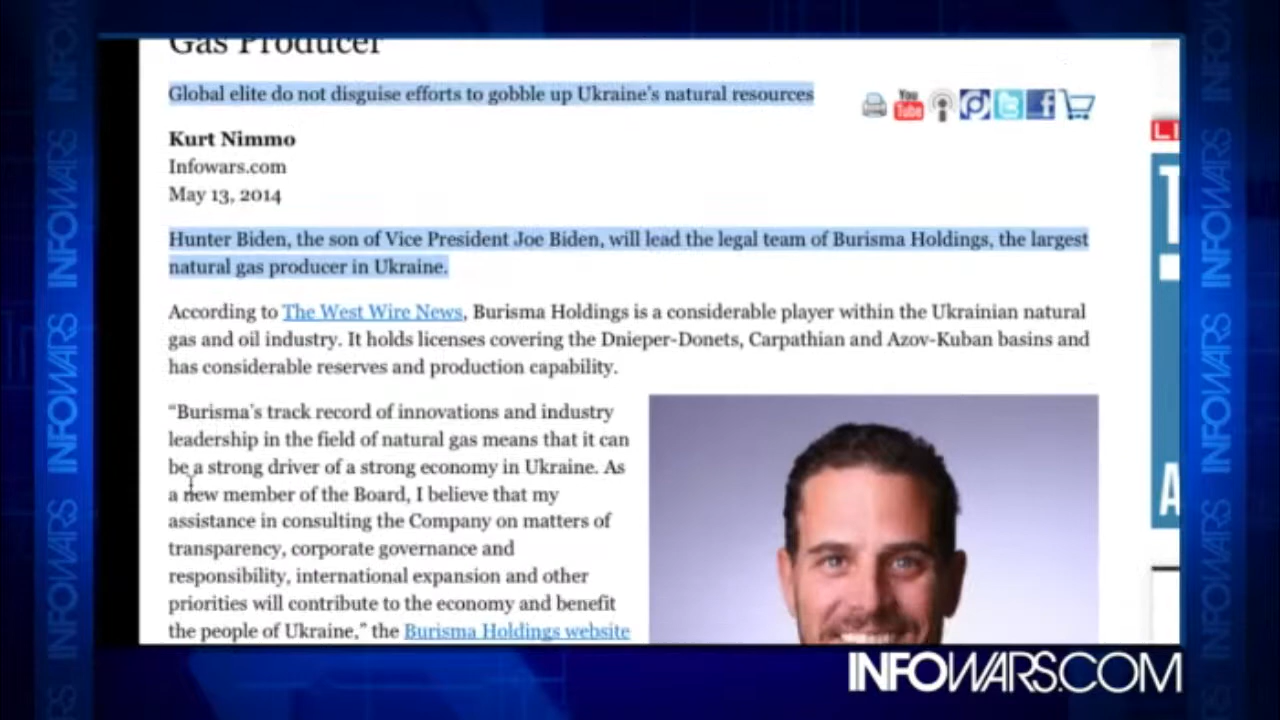 Gas Producer
Global elite do not disguise efforts to gobble up Ukraine's natural resources
You
Tube
Kurt Nimmo
Infowars.com
May 13, 2014
Hunter Biden, the son of Vice President Joe Biden, will lead the legal team of Burisma Holdings, the largest
natural gas producer in Ukraine.
According to The West Wire News, Burisma Holdings is a considerable player within the Ukrainian natural
gas and oil industry. It holds licenses covering the Dnieper-Donets, Carpathian and Azov-Kuban basins and
has considerable reserves and production capability.
“Burisma's track record of innovations and industry
leadership in the field of natural gas means that it can
be a strong driver of a strong economy in Ukraine. As
a new member of the Board, I believe that my
assistance in consulting the Company on matters of
transparency, corporate governance and
responsibility, international expansion and other
priorities will contribute to the economy and benefit
the people of Ukraine,” the Burisma Holdings website
INFOWARS.COM
INFOWARS
INFOWARS
INFOWARS
INFOWARS
INFOWARS
INFOWARS